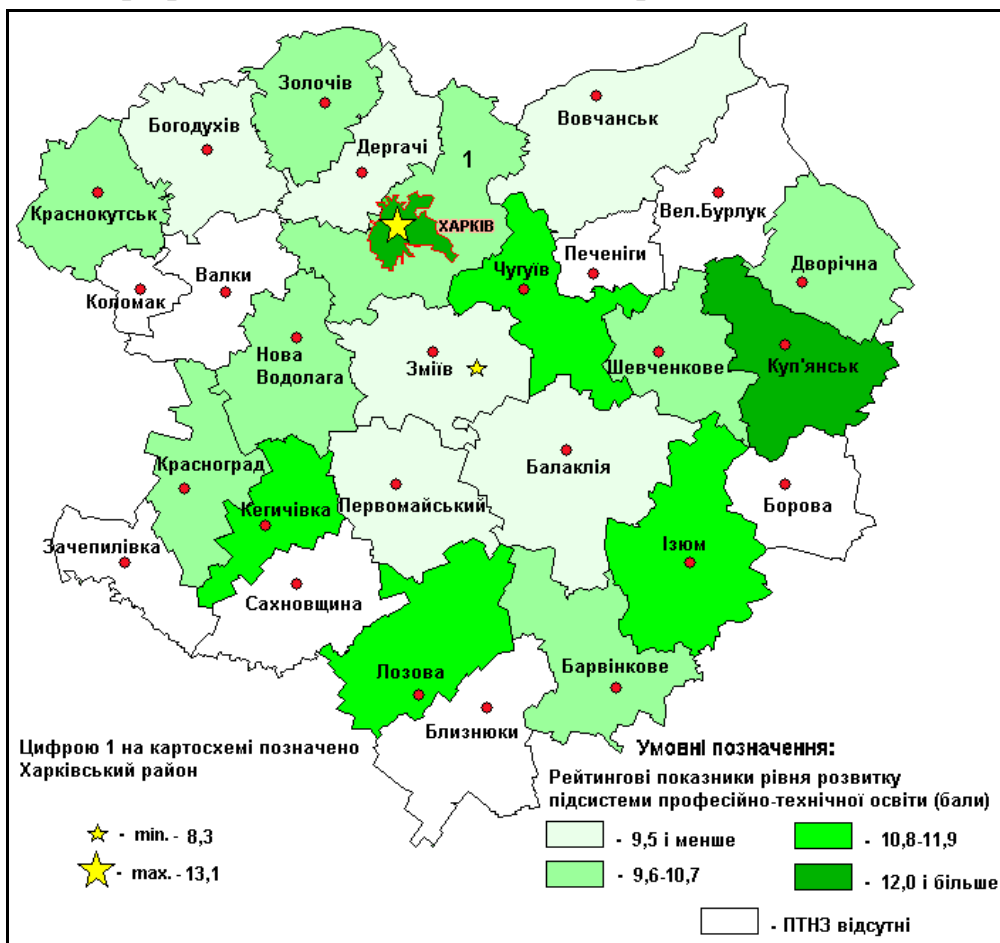 Золочів
Богодухів
Вовчанськ
Дергачі
1
Краснокутськ
Вел.Бурлук
ХАРКІВ
Печеніги
Дворічна
Валки
Чугуїв
Коломак
Нова
Водолага
Зміїв
Шевченкове
Куп'янськ
Красноград
Балаклія
Кегичівка
Первомайський
Борова
Зачепилівка
Ізюм
Сахновщина
Лозова
Барвінкове
Близнюки
Цифрою 1 на картосхемі позначено
Харківський район
- min. - 8,3
- max. - 13,1
Умовні позначення:
Рейтингові показники рівня розвитку
підсистеми професійно-технічної освіти (бали)
- 9,5 і менше
- 10,8-11,9
- 9,6-10,7
- 12,0 і більше
- ПТНЗ відсутні